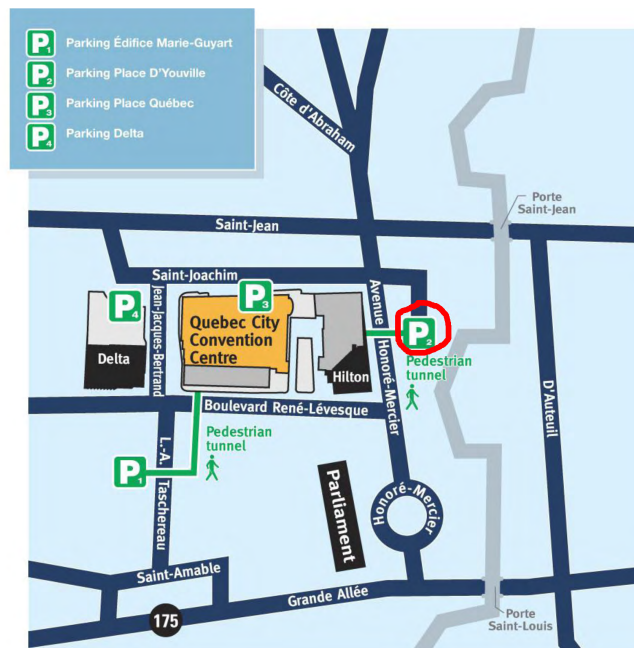 P1 Parking Édifice Marie-Guyart
P2 Parking Place D'Youville
P3 Parking Place Québec
P4 Parking Delta
Côte d'Abraham
Porte
Saint-Jean
Saint-Jean
Saint-Joachim
Jean-Jacques-Bertrand
P4
P3
Avenue Honoré-Mercier
P2
Quebec City
Convention
Centre
Delta
Hilton
Pedestrian
tunnel
D'Auteuil
Boulevard René-Lévesque
Pedestrian
tunnel
P1
L.-A. Taschereau
Parliament
Honoré-Mercier
Saint-Amable
Grande Allée
175
Porte
Saint-Louis